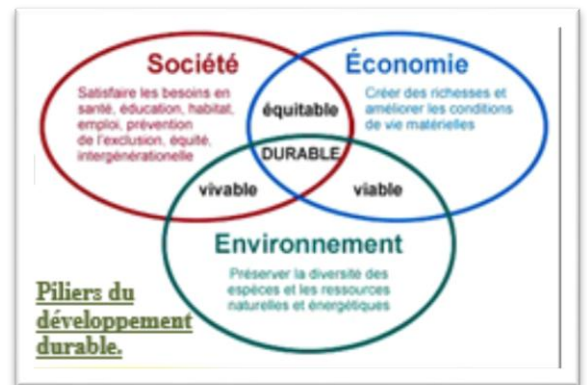 Société
Satisfaire les besoins en
santé, éducation, habitat,
emploi, prévention
de l'exclusion, équité,
intergénérationelle
Économie
Créer des richesses et
améliorer les conditions
de vie matérielles
équitable
DURABLE
vivable
viable
Environnement
Préserver la diversité des
espèces et les ressources
naturelles et énergétiques
Piliers du
développement
durable.